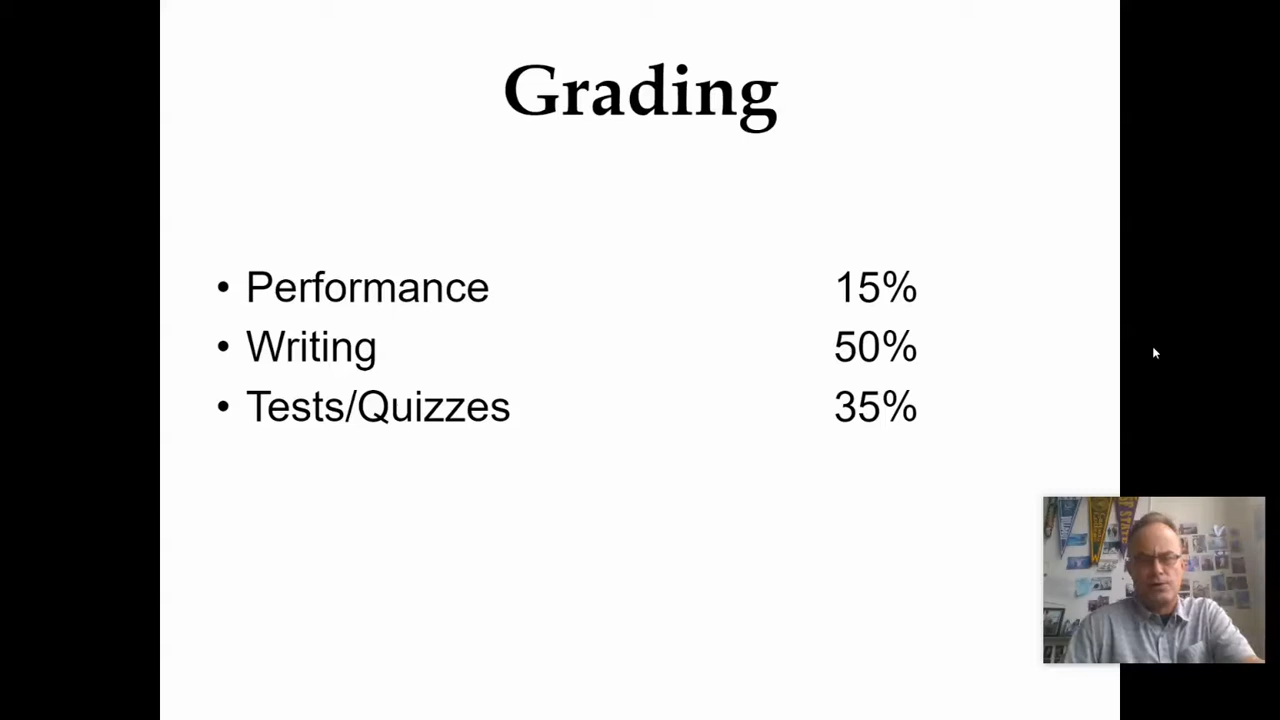 Grading
• Performance 15%
• Writing 50%
• Tests/Quizzes 35%